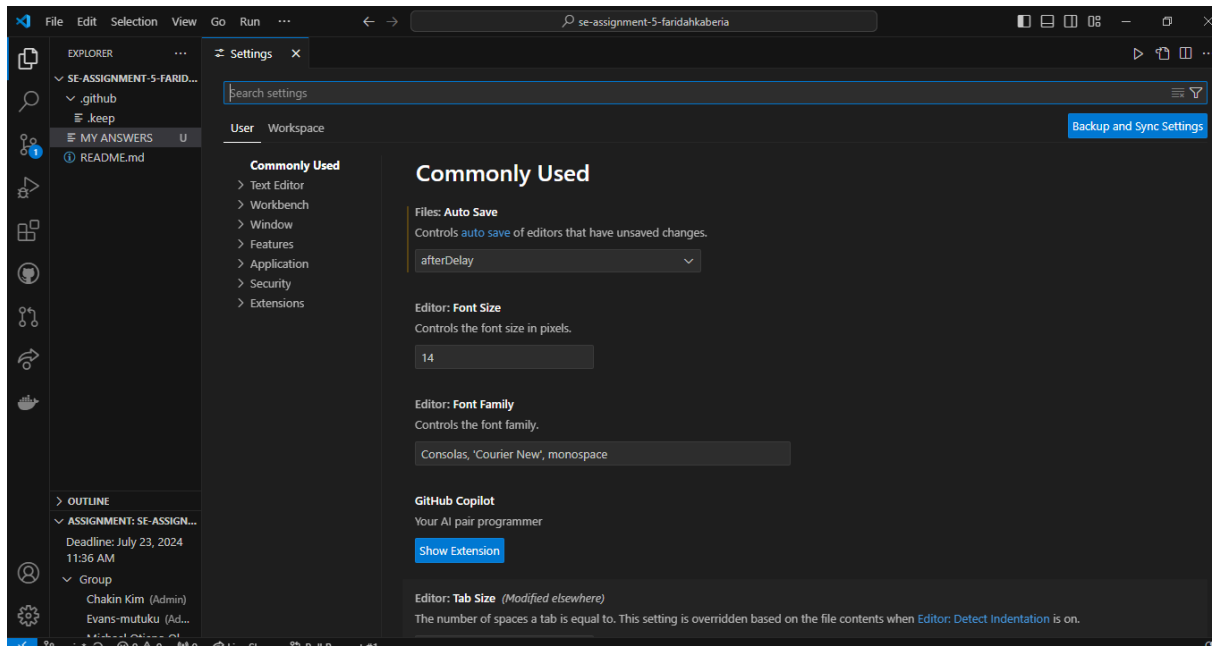 File Edit Selection View Go Run ···
se-assignment-5-faridahkaberia
EXPLORER ···
SE-ASSIGNMENT-5-FARID...
.github
.keep
MY ANSWERS U
README.md
1
OUTLINE
ASSIGNMENT: SE-ASSIGN...
Deadline: July 23, 2024
11:36 AM
Group
Chakin Kim (Admin)
Evans-mutuku (Ad...
Settings
Search settings
User Workspace
Backup and Sync Settings
Commonly Used
Text Editor
Workbench
Window
Features
Application
Security
Extensions
Commonly Used
Files: Auto Save
Controls auto save of editors that have unsaved changes.
afterDelay
Editor: Font Size
Controls the font size in pixels.
14
Editor: Font Family
Controls the font family.
Consolas, 'Courier New', monospace
GitHub Copilot
Your AI pair programmer
Show Extension
Editor: Tab Size (Modified elsewhere)
The number of spaces a tab is equal to. This setting is overridden based on the file contents when Editor: Detect Indentation is on.